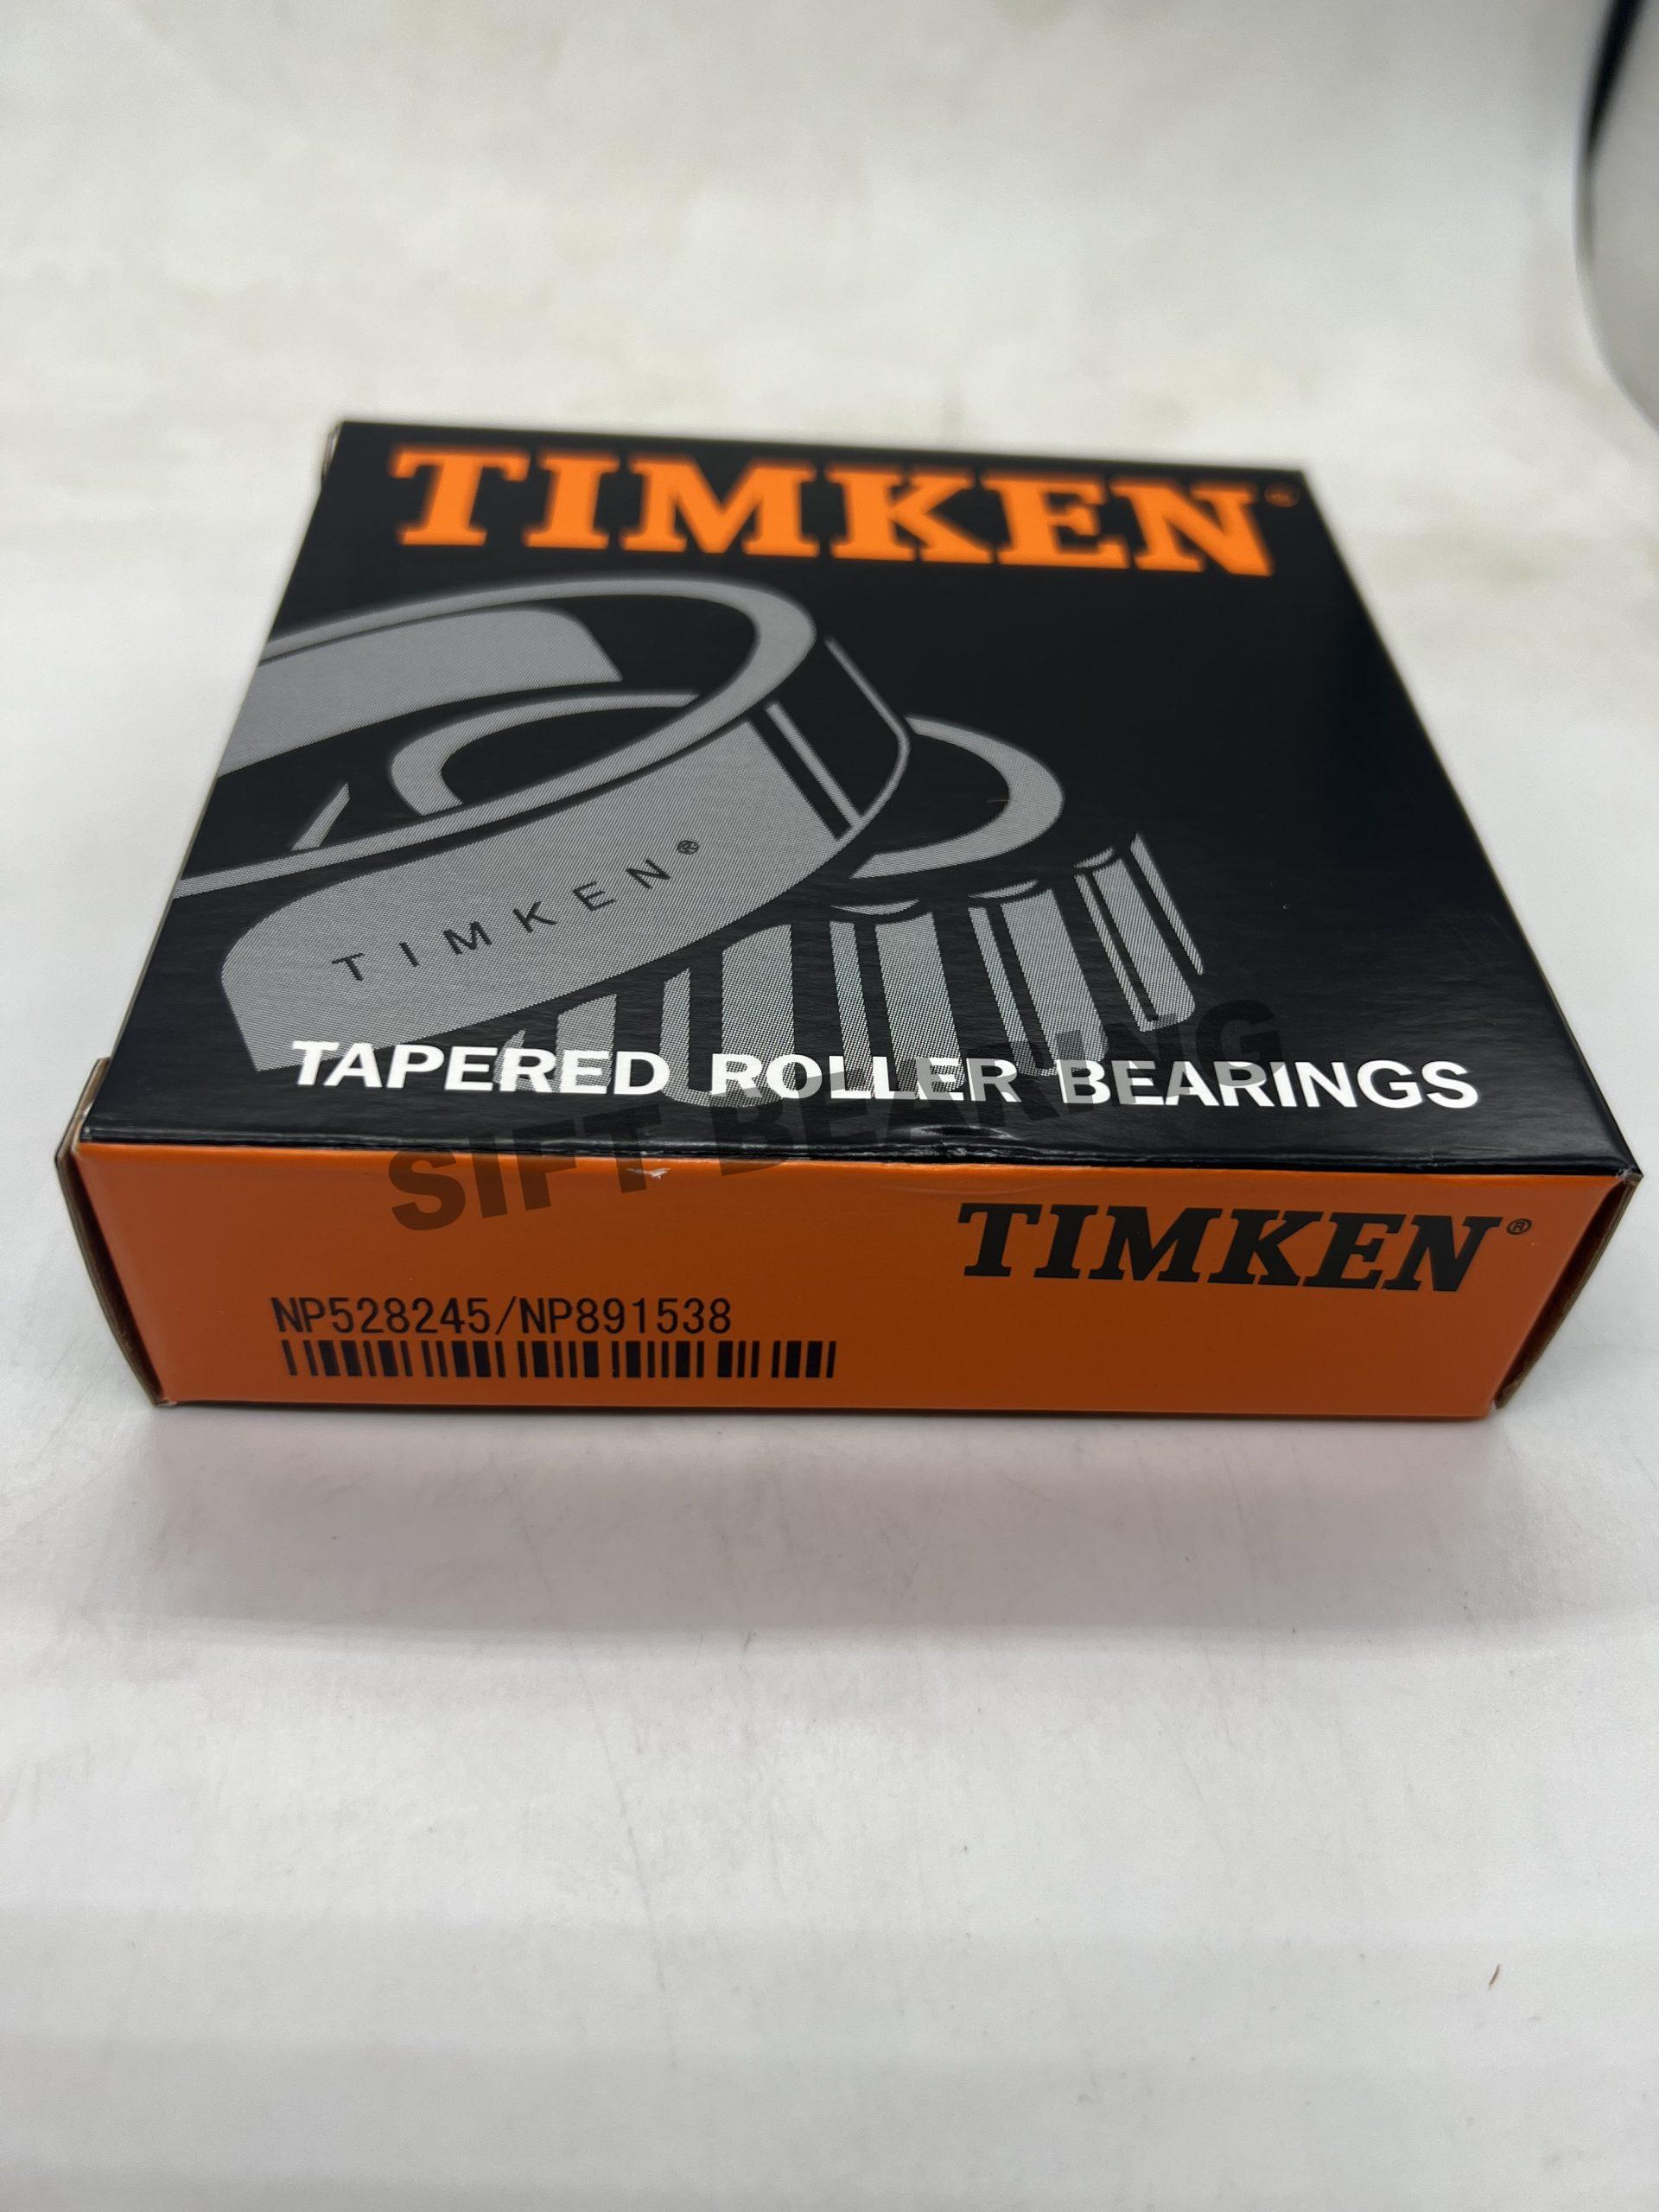 TIMKEN®
TIMKEN®
TAPERED ROLLER BEARINGS
SIFT BEARING
TIMKEN®
NP528245/NP891538